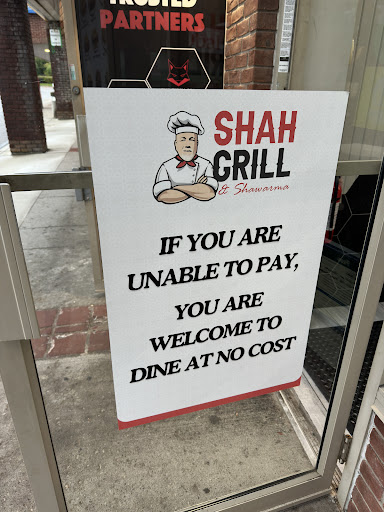 TRUSTED
PARTNERS
SHAH
GRILL
& Shawarma
IF YOU ARE
UNABLE TO PAY,
YOU ARE
WELCOME TO
DINE AT NO COST